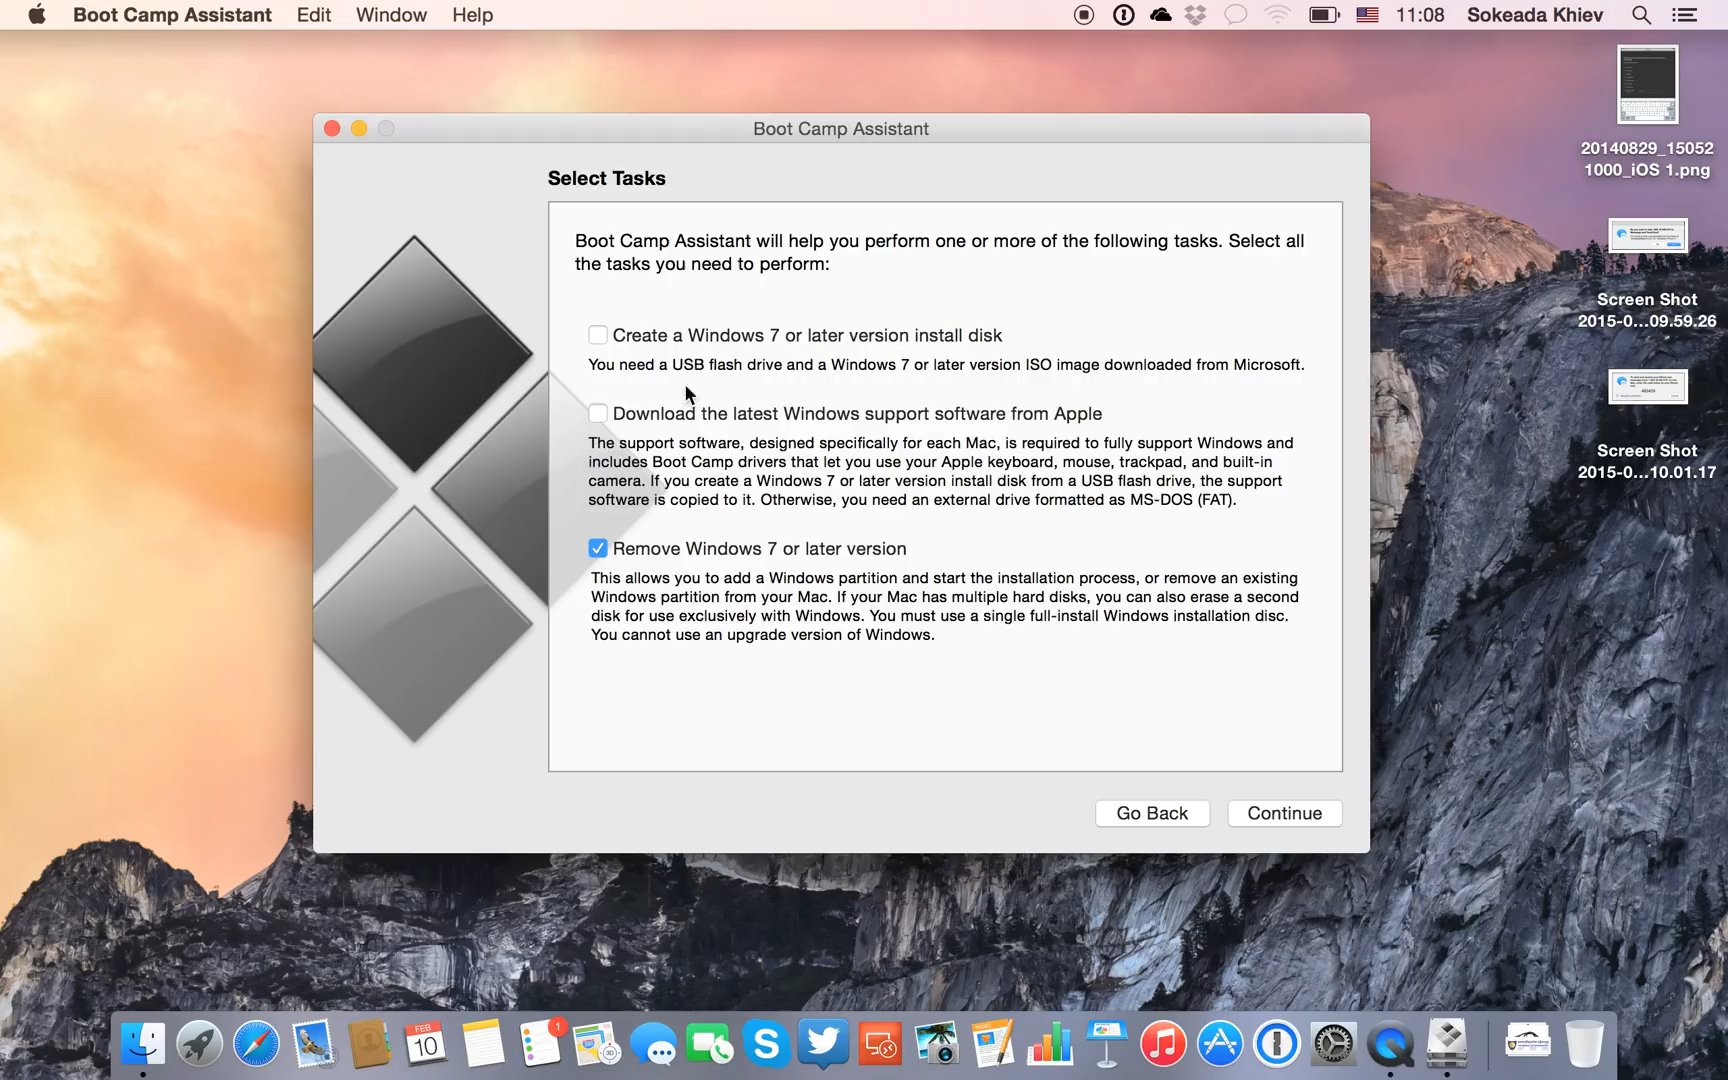 Boot Camp Assistant Edit Window Help 11:08 Sokeada Khiev
20140829_15052
1000_iOS 1.png
Screen Shot
2015-0...09.59.26
Screen Shot
2015-0...10.01.17
Boot Camp Assistant
Select Tasks
Boot Camp Assistant will help you perform one or more of the following tasks. Select all
the tasks you need to perform:
Create a Windows 7 or later version install disk
You need a USB flash drive and a Windows 7 or later version ISO image downloaded from Microsoft.
Download the latest Windows support software from Apple
The support software, designed specifically for each Mac, is required to fully support Windows and
includes Boot Camp drivers that let you use your Apple keyboard, mouse, trackpad, and built-in
camera. If you create a Windows 7 or later version install disk from a USB flash drive, the support
software is copied to it. Otherwise, you need an external drive formatted as MS-DOS (FAT).
Remove Windows 7 or later version
This allows you to add a Windows partition and start the installation process, or remove an existing
Windows partition from your Mac. If your Mac has multiple hard disks, you can also erase a second
disk for use exclusively with Windows. You must use a single full-install Windows installation disc.
You cannot use an upgrade version of Windows.
Go Back Continue
FEB
10
1
3D